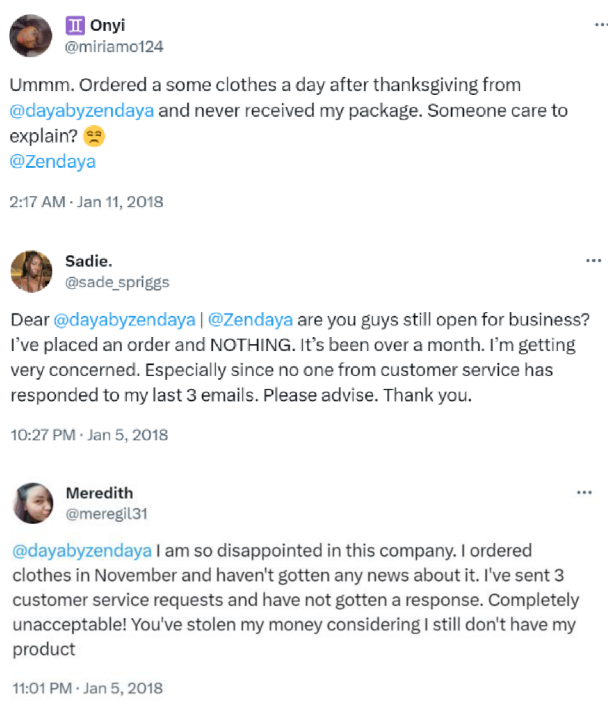 ♊ Onyi
@miriamo124
Ummm. Ordered a some clothes a day after thanksgiving from
@dayabyzendaya and never received my package. Someone care to
explain? 😒
@Zendaya
2:17 AM · Jan 11, 2018
Sadie.
@sade_spriggs
Dear @dayabyzendaya | @Zendaya are you guys still open for business?
I've placed an order and NOTHING. It's been over a month. I'm getting
very concerned. Especially since no one from customer service has
responded to my last 3 emails. Please advise. Thank you.
10:27 PM · Jan 5, 2018
Meredith
@meregil31
@dayabyzendaya I am so disappointed in this company. I ordered
clothes in November and haven't gotten any news about it. I've sent 3
customer service requests and have not gotten a response. Completely
unacceptable! You've stolen my money considering I still don't have my
product
11:01 PM · Jan 5, 2018